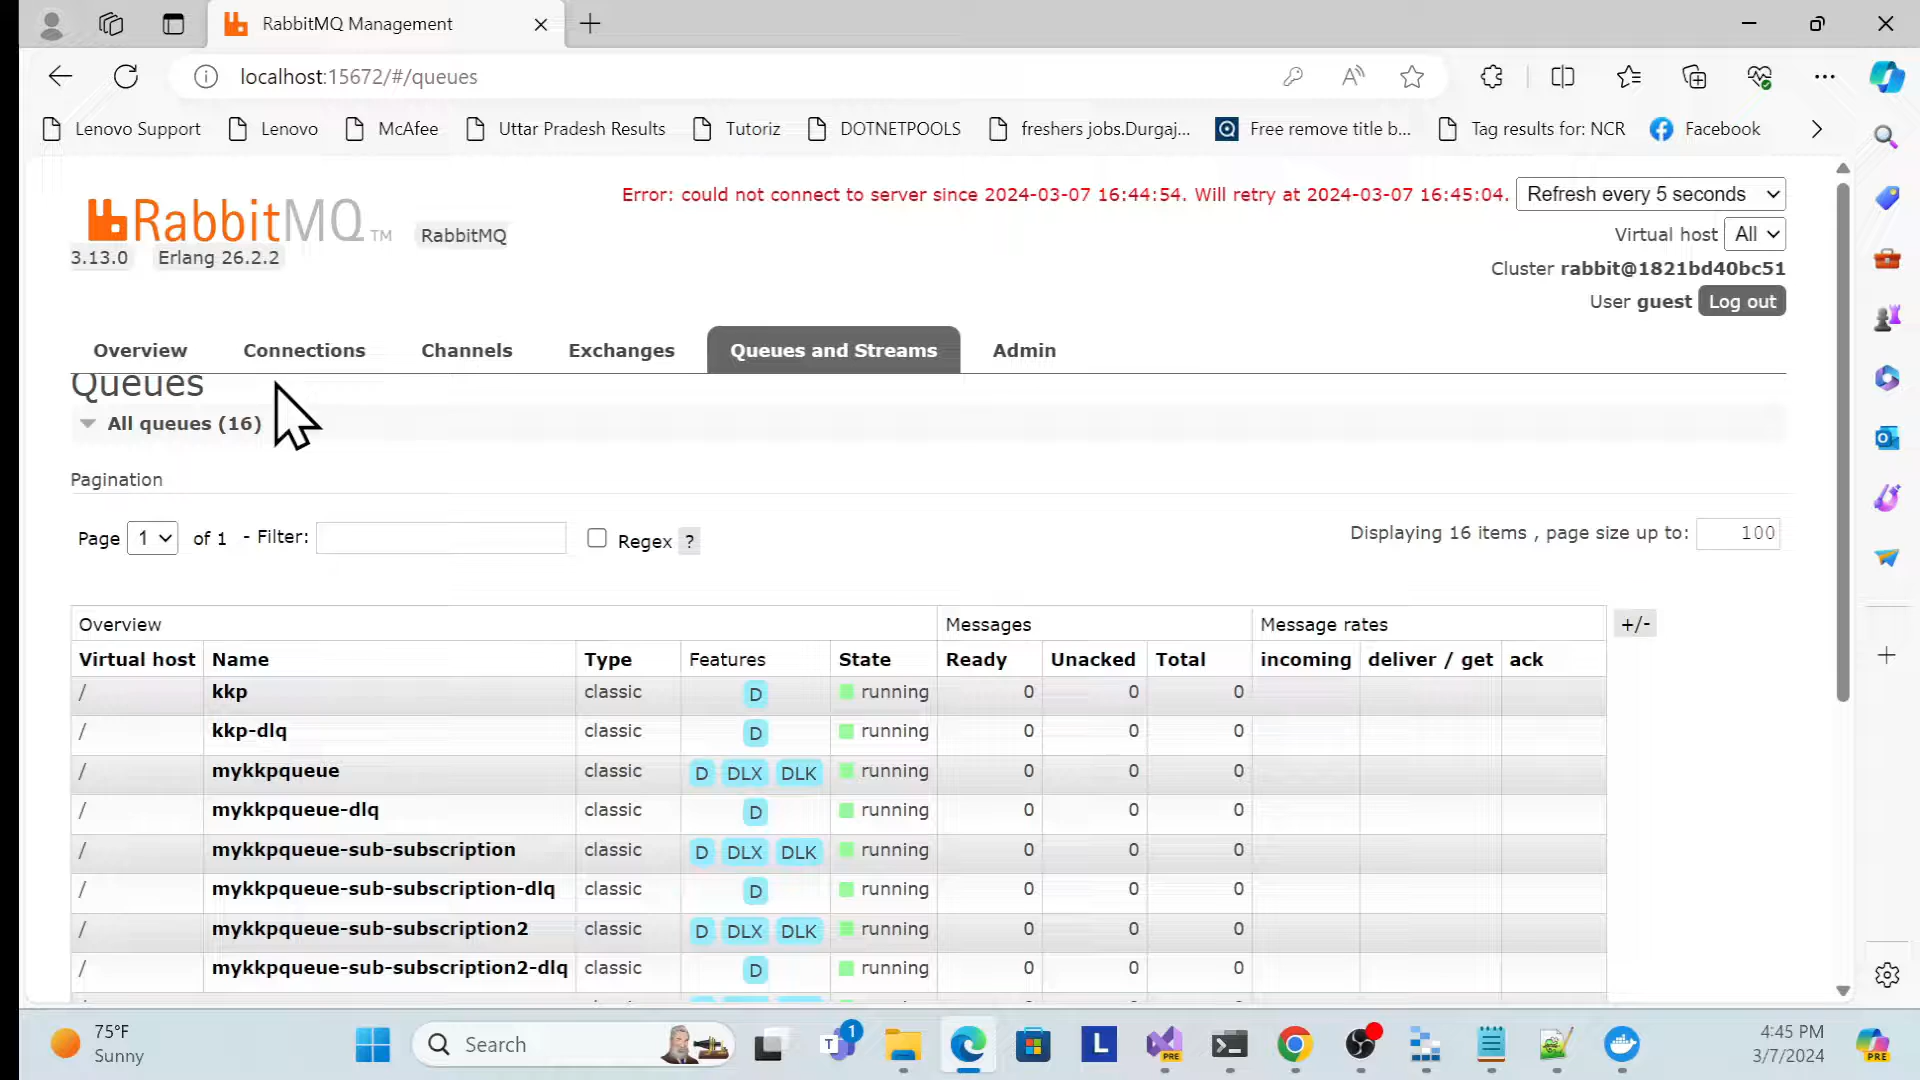 RabbitMQ Management
localhost:15672/#/queues
Lenovo Support
Lenovo
McAfee
Uttar Pradesh Results
Tutoriz
DOTNETPOOLS
freshers jobs.Durgaj...
Free remove title b...
Tag results for: NCR
Facebook
Error: could not connect to server since 2024-03-07 16:44:54. Will retry at 2024-03-07 16:45:04.
Refresh every 5 seconds
RabbitMQ TM
RabbitMQ 3.13.0 Erlang 26.2.2
Virtual host All
Cluster rabbit@1821bd40bc51
User guest Log out
Overview Connections Channels Exchanges Queues and Streams Admin
Queues
All queues (16)
Pagination
Page 1 of 1 - Filter: Regex ?
Displaying 16 items , page size up to: 100
Overview Messages Message rates +/-
Virtual host Name Type Features State Ready Unacked Total incoming deliver / get ack
/ kkp classic D running 0 0 0
/ kkp-dlq classic D running 0 0 0
/ mykkpqueue classic D DLX DLK running 0 0 0
/ mykkpqueue-dlq classic D running 0 0 0
/ mykkpqueue-sub-subscription classic D DLX DLK running 0 0 0
/ mykkpqueue-sub-subscription-dlq classic D running 0 0 0
/ mykkpqueue-sub-subscription2 classic D DLX DLK running 0 0 0
/ mykkpqueue-sub-subscription2-dlq classic D running 0 0 0
75°F
Sunny
Search
T
1
L
PRE
4:45 PM
3/7/2024
PRE